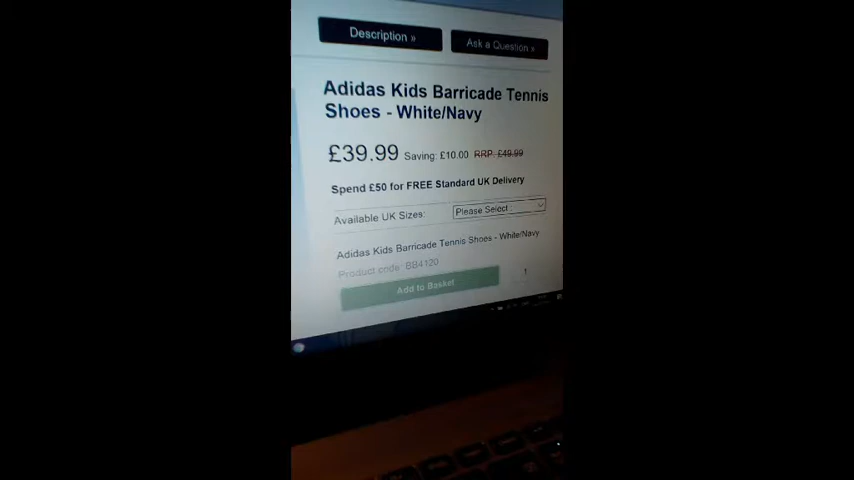 Description »
Ask a Question »
Adidas Kids Barricade Tennis
Shoes - White/Navy
£39.99 Saving: £10.00 RRP: £49.99
Spend £50 for FREE Standard UK Delivery
Available UK Sizes: Please Select
Adidas Kids Barricade Tennis Shoes - White/Navy
Product code: BB4120
Add to Basket
1